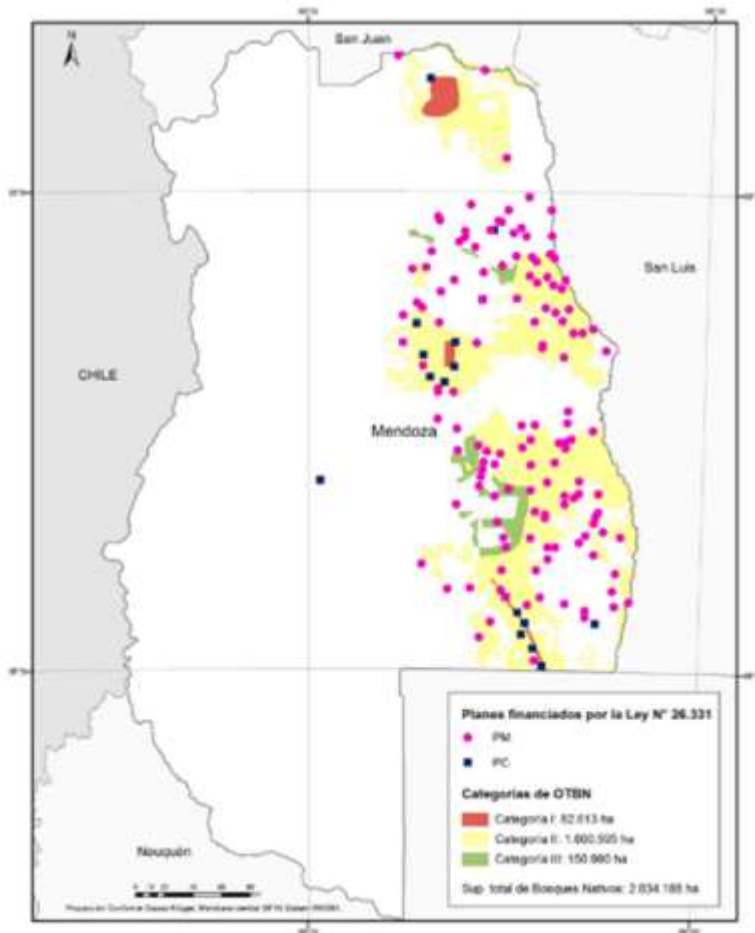 San Juan
N
San Luis
CHILE
Mendoza
Neuquén
Planes financiados por la Ley N° 26.331
PM
PC
Categorías de OTBN
Categoría I: 82.613 ha
Categoría II: 1.800.595 ha
Categoría III: 150.980 ha
Sup. total de Bosques Nativos: 2.034.188 ha